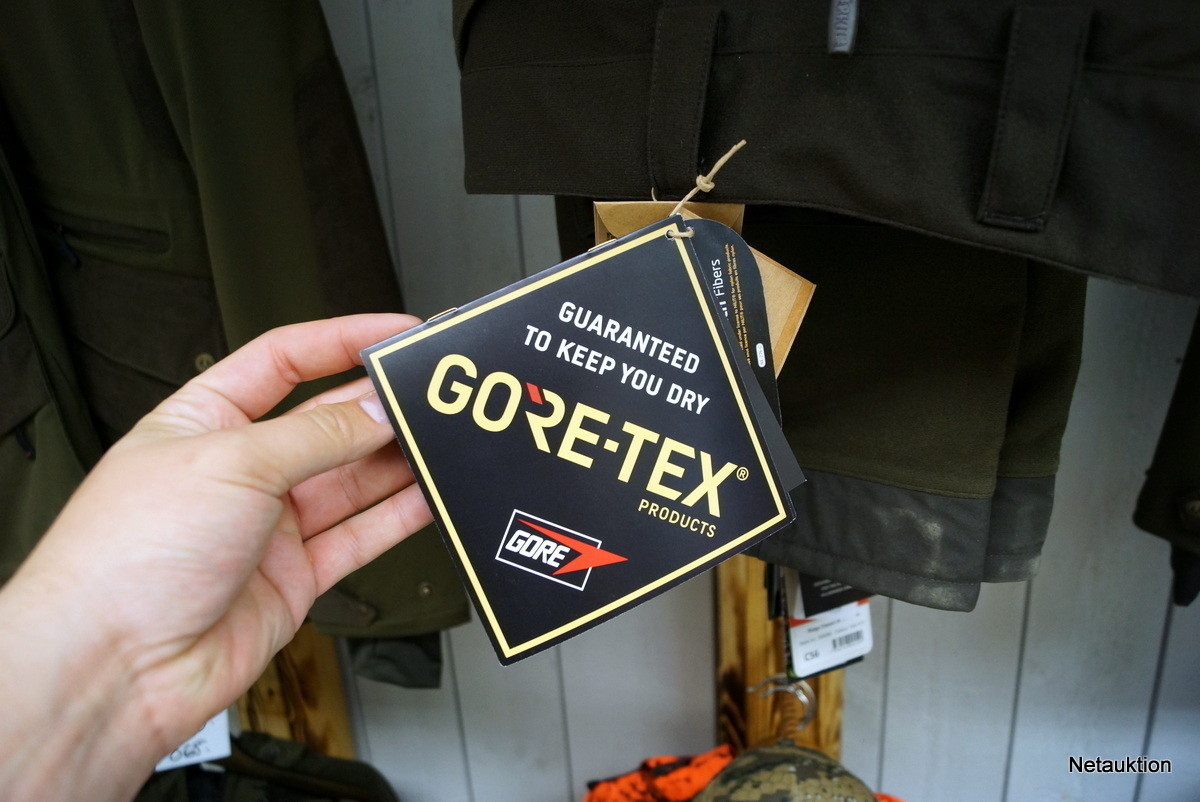 GUARANTEED
TO KEEP YOU DRY
GORE-TEX®
PRODUCTS
GORE
Fibers
C56
Netauktion